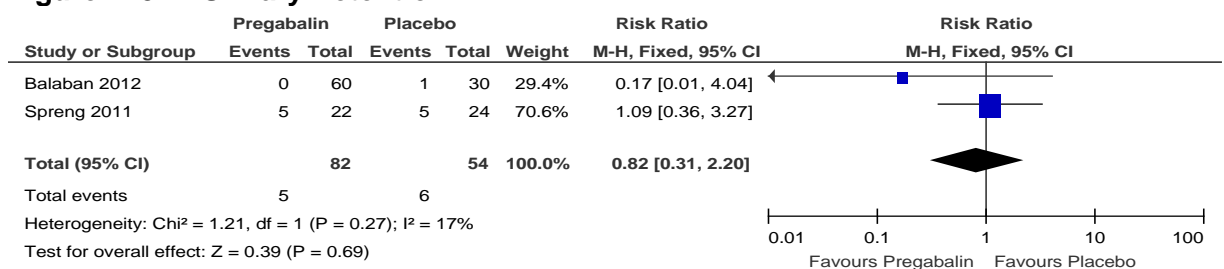 Pregabalin Placebo Risk Ratio Risk Ratio
Study or Subgroup Events Total Events Total Weight M-H, Fixed, 95% CI M-H, Fixed, 95% CI
Balaban 2012 0 60 1 30 29.4% 0.17 [0.01, 4.04]
Spreng 2011 5 22 5 24 70.6% 1.09 [0.36, 3.27]
Total (95% CI) 82 54 100.0% 0.82 [0.31, 2.20]
Total events 5 6
Heterogeneity: Chi² = 1.21, df = 1 (P = 0.27); I² = 17%
Test for overall effect: Z = 0.39 (P = 0.69)
0.01 0.1 1 10 100
Favours Pregabalin Favours Placebo